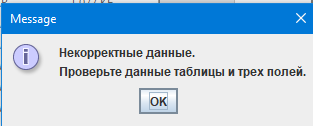 Message
Некорректные данные.
Проверьте данные таблицы и трех полей.
OK